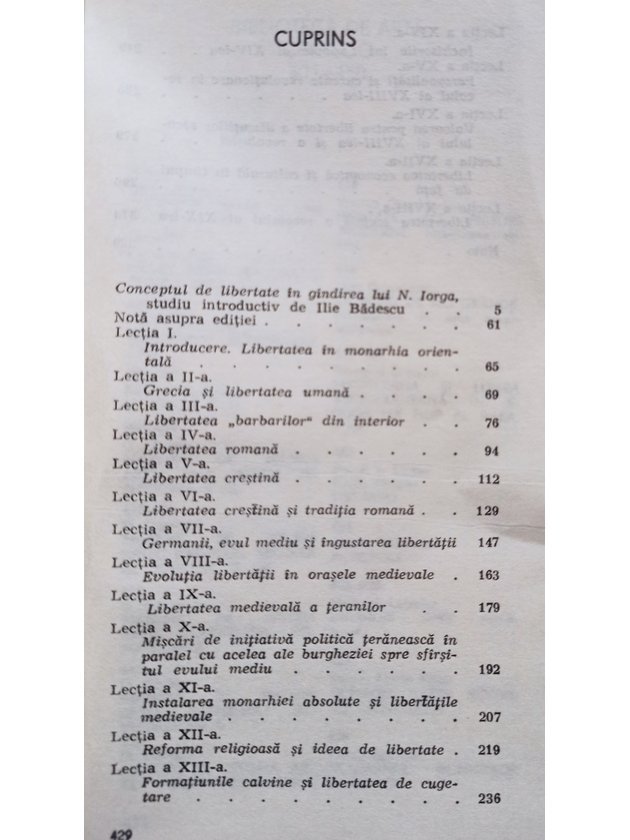 CUPRINS
Conceptul de libertate în gîndirea lui N. Iorga,
studiu introductiv de Ilie Bădescu . . 5
Notă asupra ediției . . . . . . . 61
Lecția I.
Introducere. Libertatea în monarhia orien-
tală . . . . . . . . 65
Lecția a II-a.
Grecia și libertatea umană . . . . 69
Lecția a III-a.
Libertatea „barbarilor“ din interior . . 76
Lecția a IV-a.
Libertatea romană . . . . . . 94
Lecția a V-a.
Libertatea creștină . . . . . . 112
Lecția a VI-a.
Libertatea creștină și tradiția romană . . 129
Lecția a VII-a.
Germanii, evul mediu și îngustarea libertății 147
Lecția a VIII-a.
Evoluția libertății în orașele medievale . 163
Lecția a IX-a.
Libertatea medievală a țeranilor . . 179
Lecția a X-a.
Mișcări de inițiativă politică țerănească în
paralel cu acelea ale burgheziei spre sfîrși-
tul evului mediu . . . . . . 192
Lecția a XI-a.
Instalarea monarhiei absolute și libertățile
medievale . . . . . . . . 207
Lecția a XII-a.
Reforma religioasă și ideea de libertate . 219
Lecția a XIII-a.
Formațiunile calvine și libertatea de cuge-
tare . . . . . . . . . 236
429